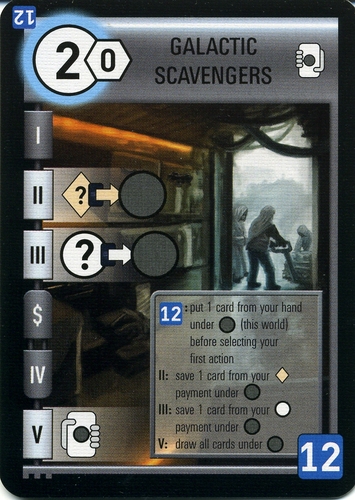 12
2 0
GALACTIC
SCAVENGERS
I
II ?
III ?
$
IV
V
12 : put 1 card from your hand
under (this world)
before selecting your
first action
II: save 1 card from your
payment under
III: save 1 card from your
payment under
V: draw all cards under
12